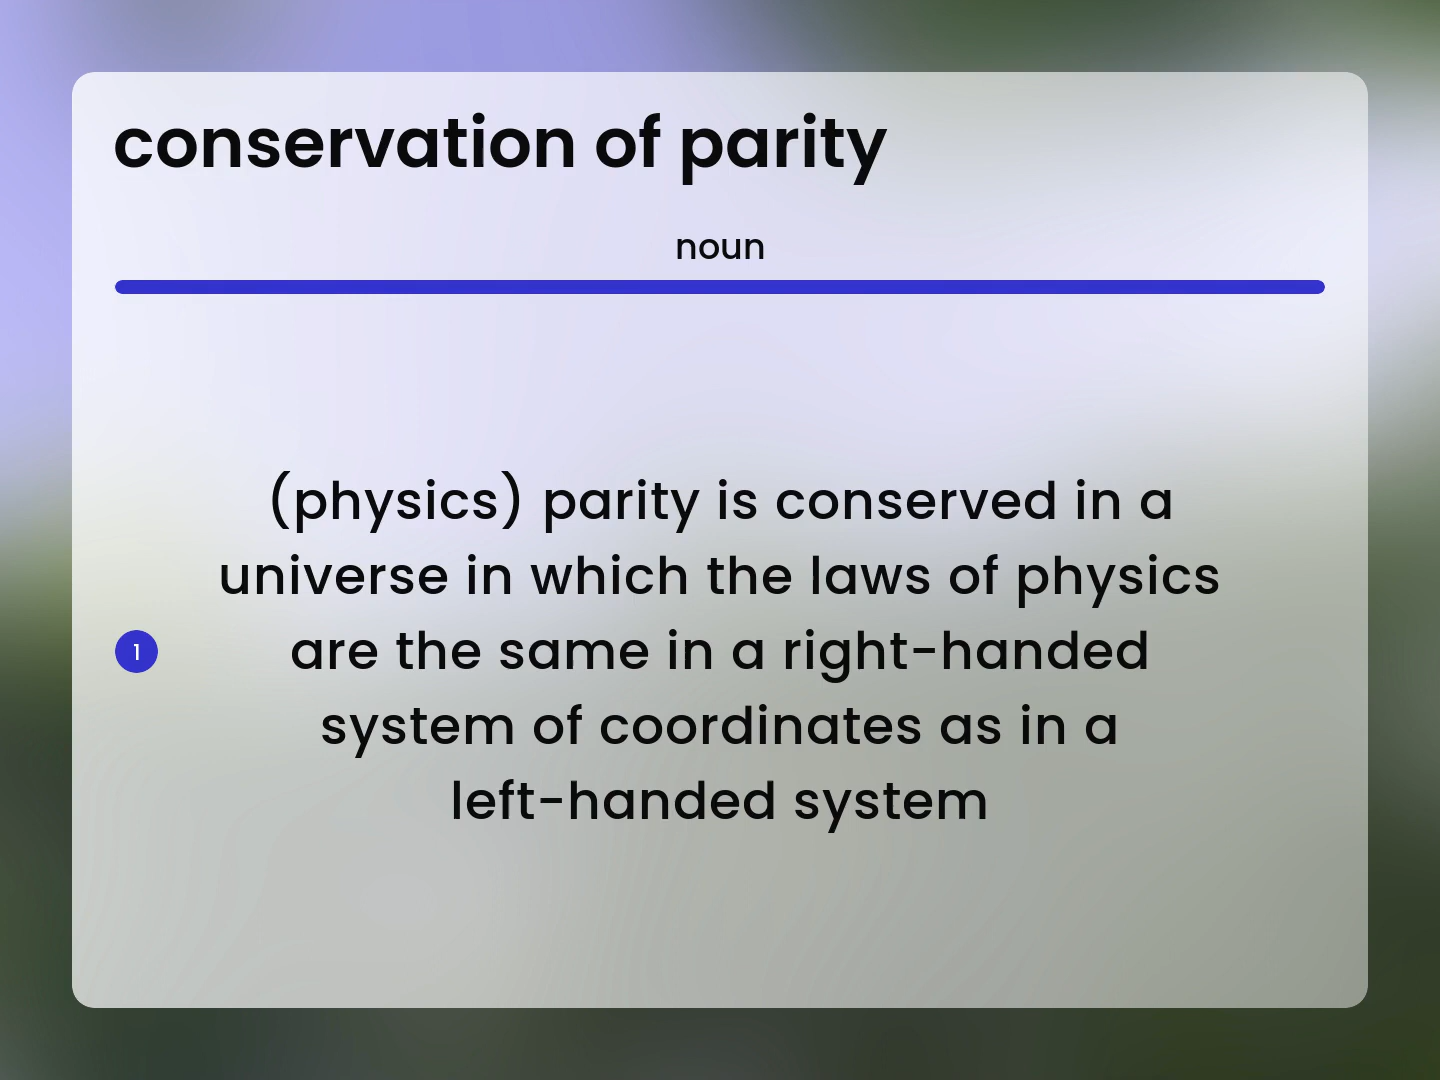 conservation of parity
noun
(physics) parity is conserved in a
universe in which the laws of physics
1 are the same in a right-handed
system of coordinates as in a
left-handed system